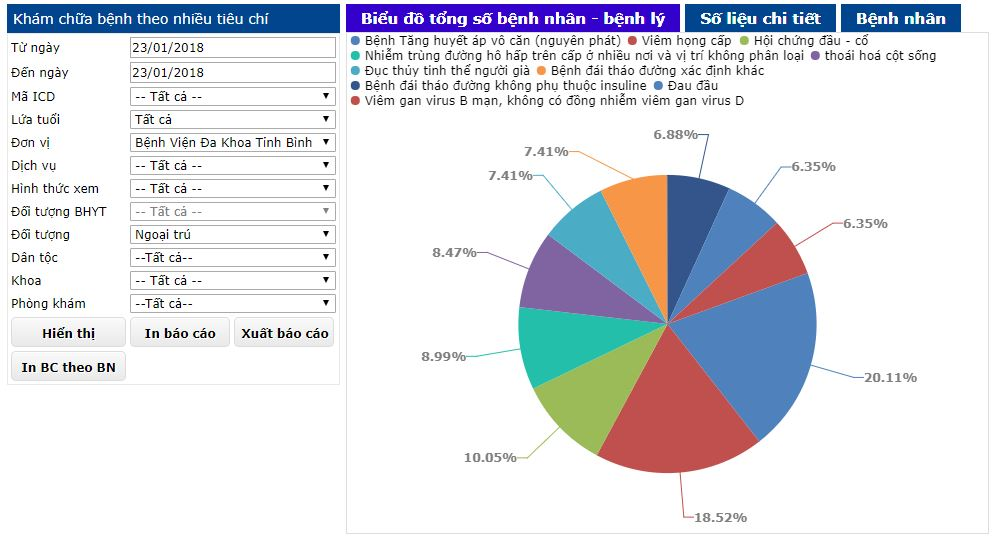 Khám chữa bệnh theo nhiều tiêu chí
Từ ngày 23/01/2018
Đến ngày 23/01/2018
Mã ICD -- Tất cả --
Lứa tuổi Tất cả
Đơn vị Bệnh Viện Đa Khoa Tỉnh Bình
Dịch vụ -- Tất cả --
Hình thức xem -- Tất cả --
Đối tượng BHYT -- Tất cả --
Đối tượng Ngoại trú
Dân tộc --Tất cả--
Khoa -- Tất cả --
Phòng khám --Tất cả--
Hiển thị In báo cáo Xuất báo cáo
In BC theo BN
Biểu đồ tổng số bệnh nhân - bệnh lý Số liệu chi tiết Bệnh nhân
Bệnh Tăng huyết áp vô căn (nguyên phát) Viêm họng cấp Hội chứng đầu - cổ
Nhiễm trùng đường hô hấp trên cấp ở nhiều nơi và vị trí không phân loại thoái hoá cột sống
Đục thủy tinh thể người già Bệnh đái tháo đường xác định khác
Bệnh đái tháo đường không phụ thuộc insuline Đau đầu
Viêm gan virus B mạn, không có đồng nhiễm viêm gan virus D
6.88%
6.35%
6.35%
20.11%
18.52%
10.05%
8.99%
8.47%
7.41%
7.41%